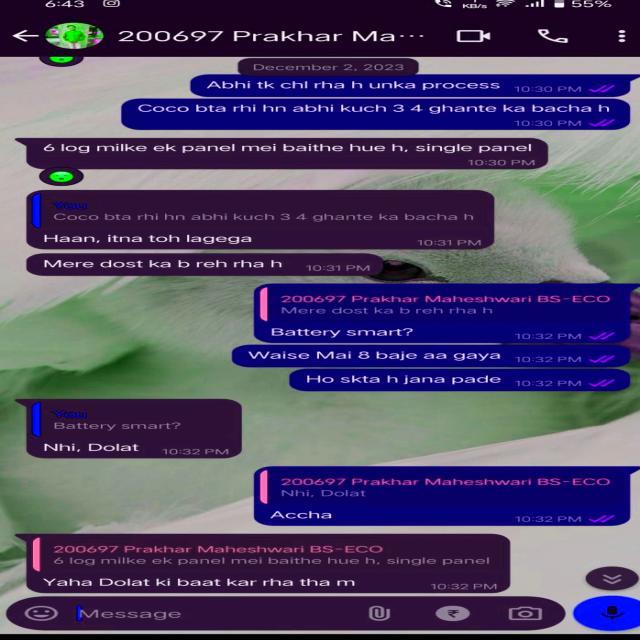 6:43
KB/s
55%
200697 Prakhar Ma...
December 2, 2023
Abhi tk chl rha h unka process 10:30 PM
Coco bta rhi hn abhi kuch 3 4 ghante ka bacha h
10:30 PM
6 log milke ek panel mei baithe hue h, single panel
10:30 PM
You
Coco bta rhi hn abhi kuch 3 4 ghante ka bacha h
Haan, itna toh lagega 10:31 PM
Mere dost ka b reh rha h 10:31 PM
200697 Prakhar Maheshwari BS-ECO
Mere dost ka b reh rha h
Battery smart? 10:32 PM
Waise Mai 8 baje aa gaya 10:32 PM
Ho skta h jana pade 10:32 PM
You
Battery smart?
Nhi, Dolat 10:32 PM
200697 Prakhar Maheshwari BS-ECO
Nhi, Dolat
Accha 10:32 PM
200697 Prakhar Maheshwari BS-ECO
6 log milke ek panel mei baithe hue h, single panel
Yaha Dolat ki baat kar rha tha m 10:32 PM
Message
₹